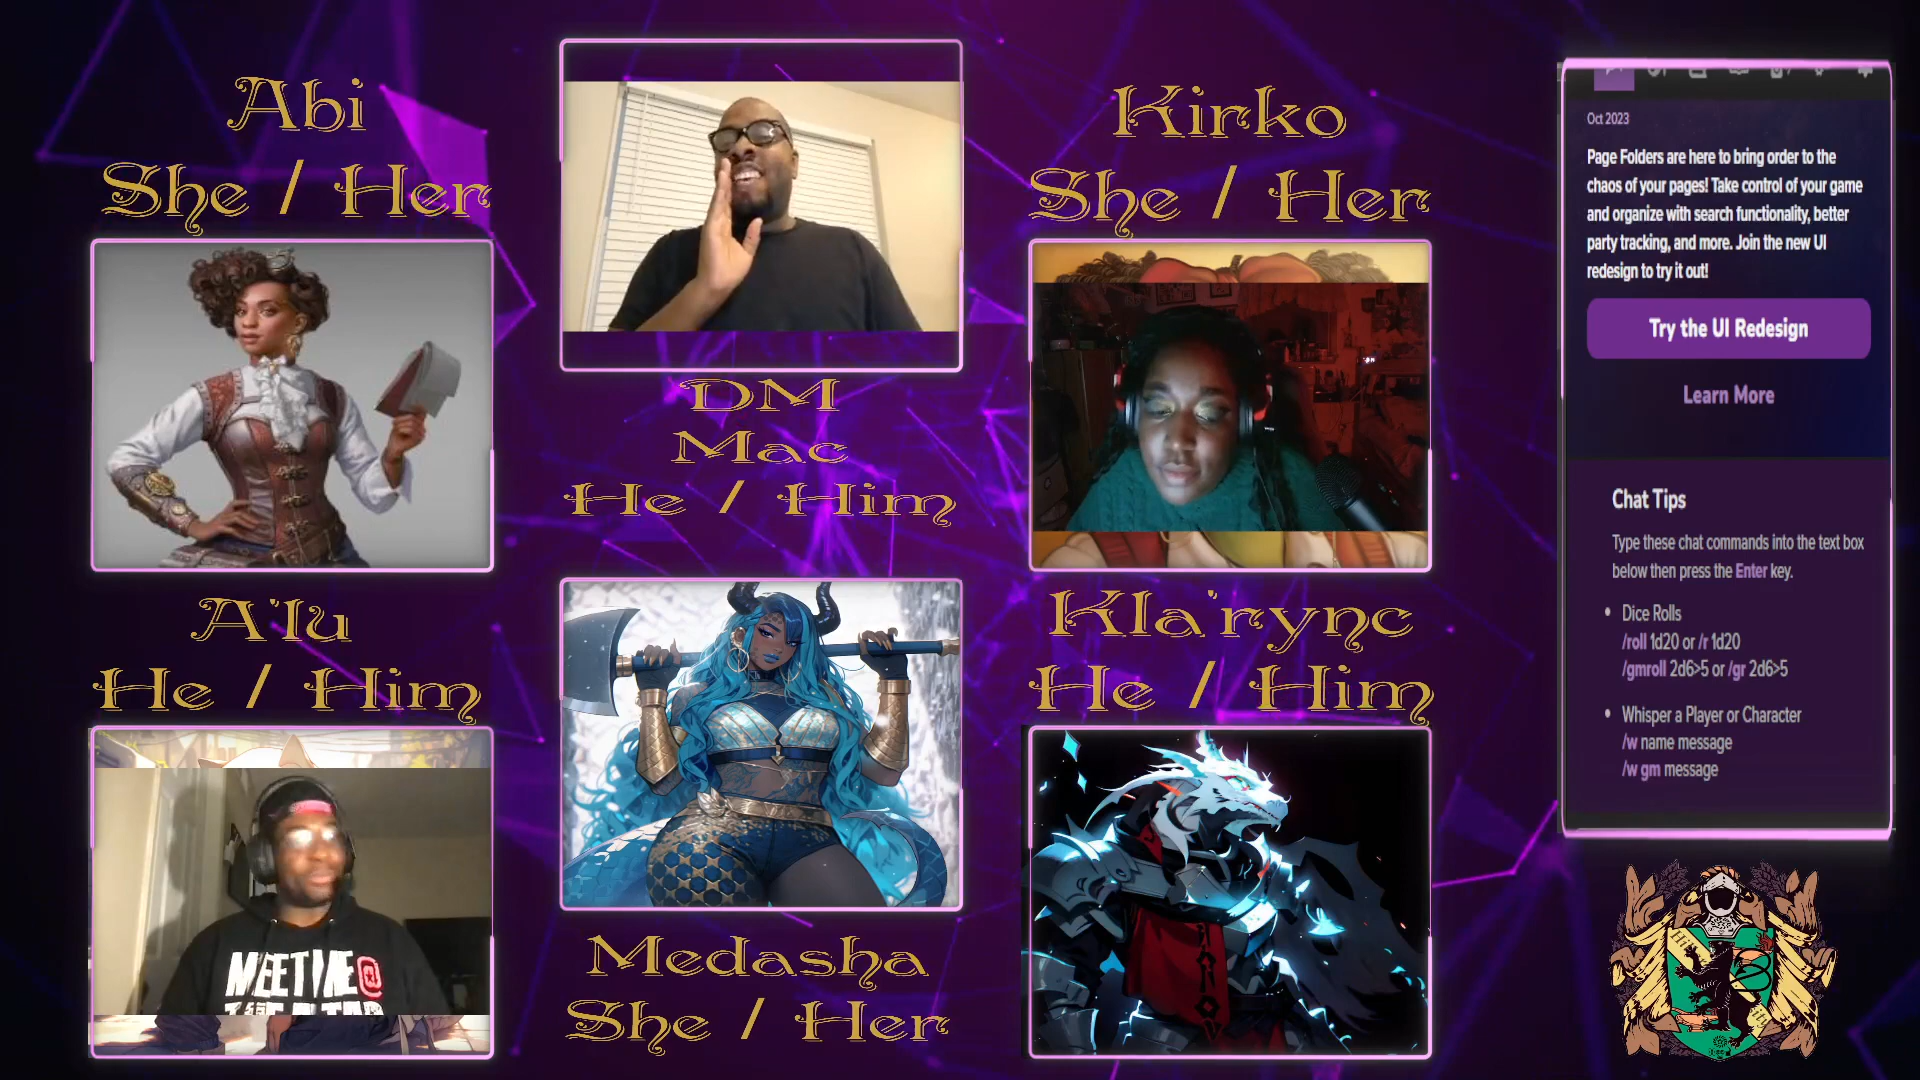 Abi
She / Her
DM
Mac
He / Him
Kirko
She / Her
A'lu
He / Him
MEET ME @
THE ALTAR
Medasha
She / Her
Kla'rync
He / Him
Oct 2023
Page Folders are here to bring order to the
chaos of your pages! Take control of your game
and organize with search functionality, better
party tracking, and more. Join the new UI
redesign to try it out!
Try the UI Redesign
Learn More
Chat Tips
Type these chat commands into the text box
below then press the Enter key.
• Dice Rolls
/roll 1d20 or /r 1d20
/gmroll 2d6>5 or /gr 2d6>5
• Whisper a Player or Character
/w name message
/w gm message